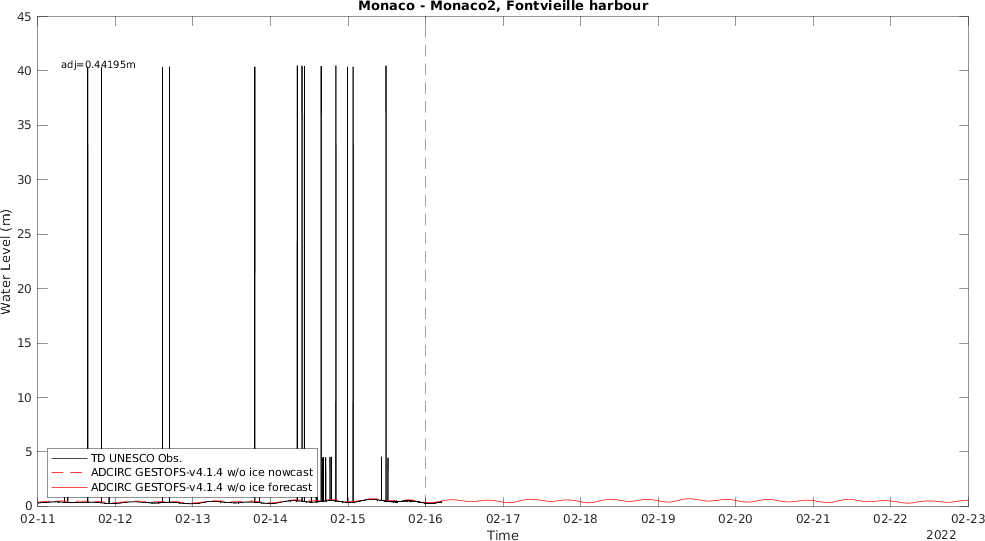 Monaco - Monaco2, Fontvieille harbour
45
40
35
30
25
20
15
10
5
0
Water Level (m)
adj=0.44195m
TD UNESCO Obs.
ADCIRC GESTOFS-v4.1.4 w/o ice nowcast
ADCIRC GESTOFS-v4.1.4 w/o ice forecast
02-11 02-12 02-13 02-14 02-15 02-16 02-17 02-18 02-19 02-20 02-21 02-22 02-23
Time
2022